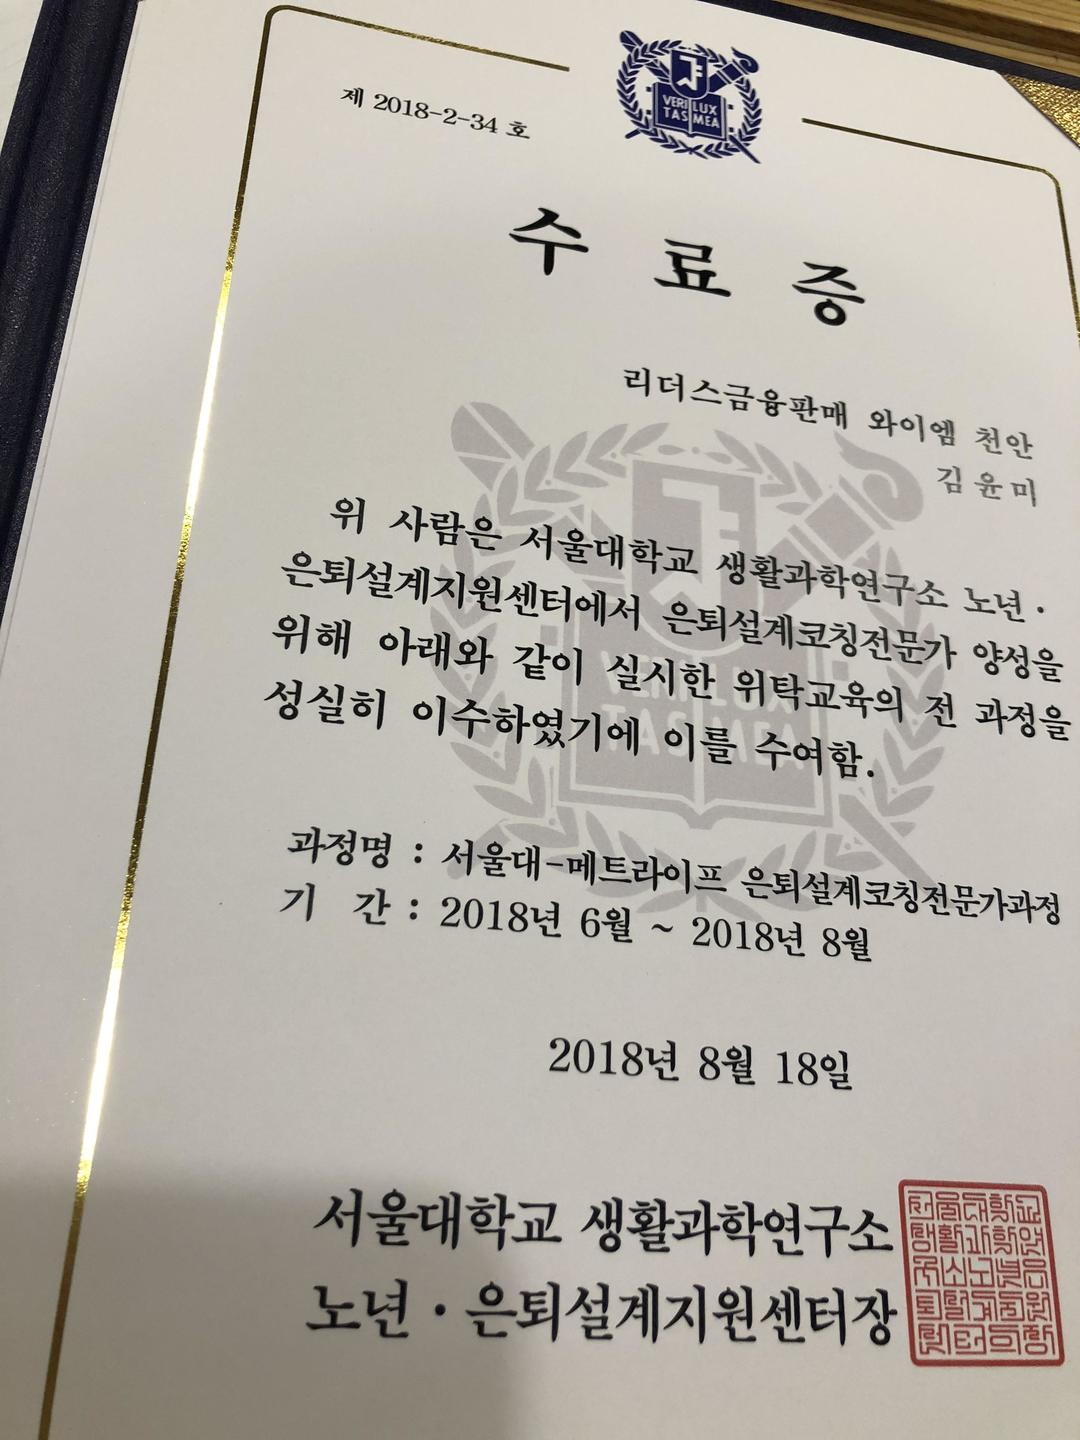 제 2018-2-34 호
VERI LUX
TAS MEA
수 료 증
리더스금융판매 와이엠 천안
김윤미
위 사람은 서울대학교 생활과학연구소 노년·
은퇴설계지원센터에서 은퇴설계코칭전문가 양성을
위해 아래와 같이 실시한 위탁교육의 전 과정을
성실히 이수하였기에 이를 수여함.
VERI LUX
TAS MEA
과정명 : 서울대-메트라이프 은퇴설계코칭전문가과정
기 간 : 2018년 6월 ~ 2018년 8월
2018년 8월 18일
서울대학교 생활과학연구소
노년·은퇴설계지원센터장